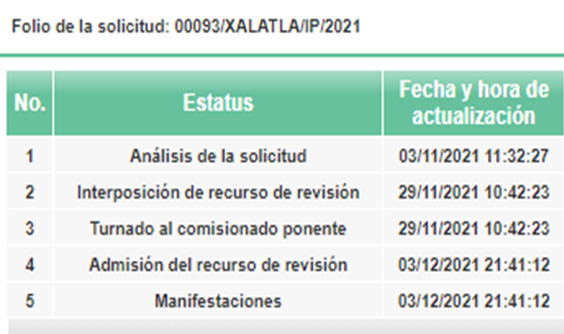 Folio de la solicitud: 00093/XALATLA/IP/2021
No. Estatus Fecha y hora de
actualización
1 Análisis de la solicitud 03/11/2021 11:32:27
2 Interposición de recurso de revisión 29/11/2021 10:42:23
3 Turnado al comisionado ponente 29/11/2021 10:42:23
4 Admisión del recurso de revisión 03/12/2021 21:41:12
5 Manifestaciones 03/12/2021 21:41:12